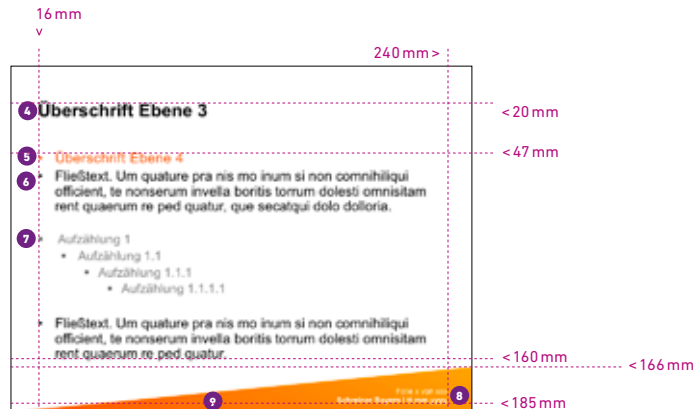 16 mm
240 mm >
4 Überschrift Ebene 3
< 20 mm
5 Überschrift Ebene 4
< 47 mm
6 • Fließtext. Um quature pra nis mo inum si non comnihiliqui
officient, te nonserum invella boritis torrum dolesti omnisitam
rent quaerum re ped quatur, que secatqui dolo dolloria.
7 • Aufzählung 1
• Aufzählung 1.1
• Aufzählung 1.1.1
• Aufzählung 1.1.1.1
• Fließtext. Um quature pra nis mo inum si non comnihiliqui
officient, te nonserum invella boritis torrum dolesti omnisitam
rent quaerum re ped quatur.
< 160 mm
< 166 mm
8
9
< 185 mm